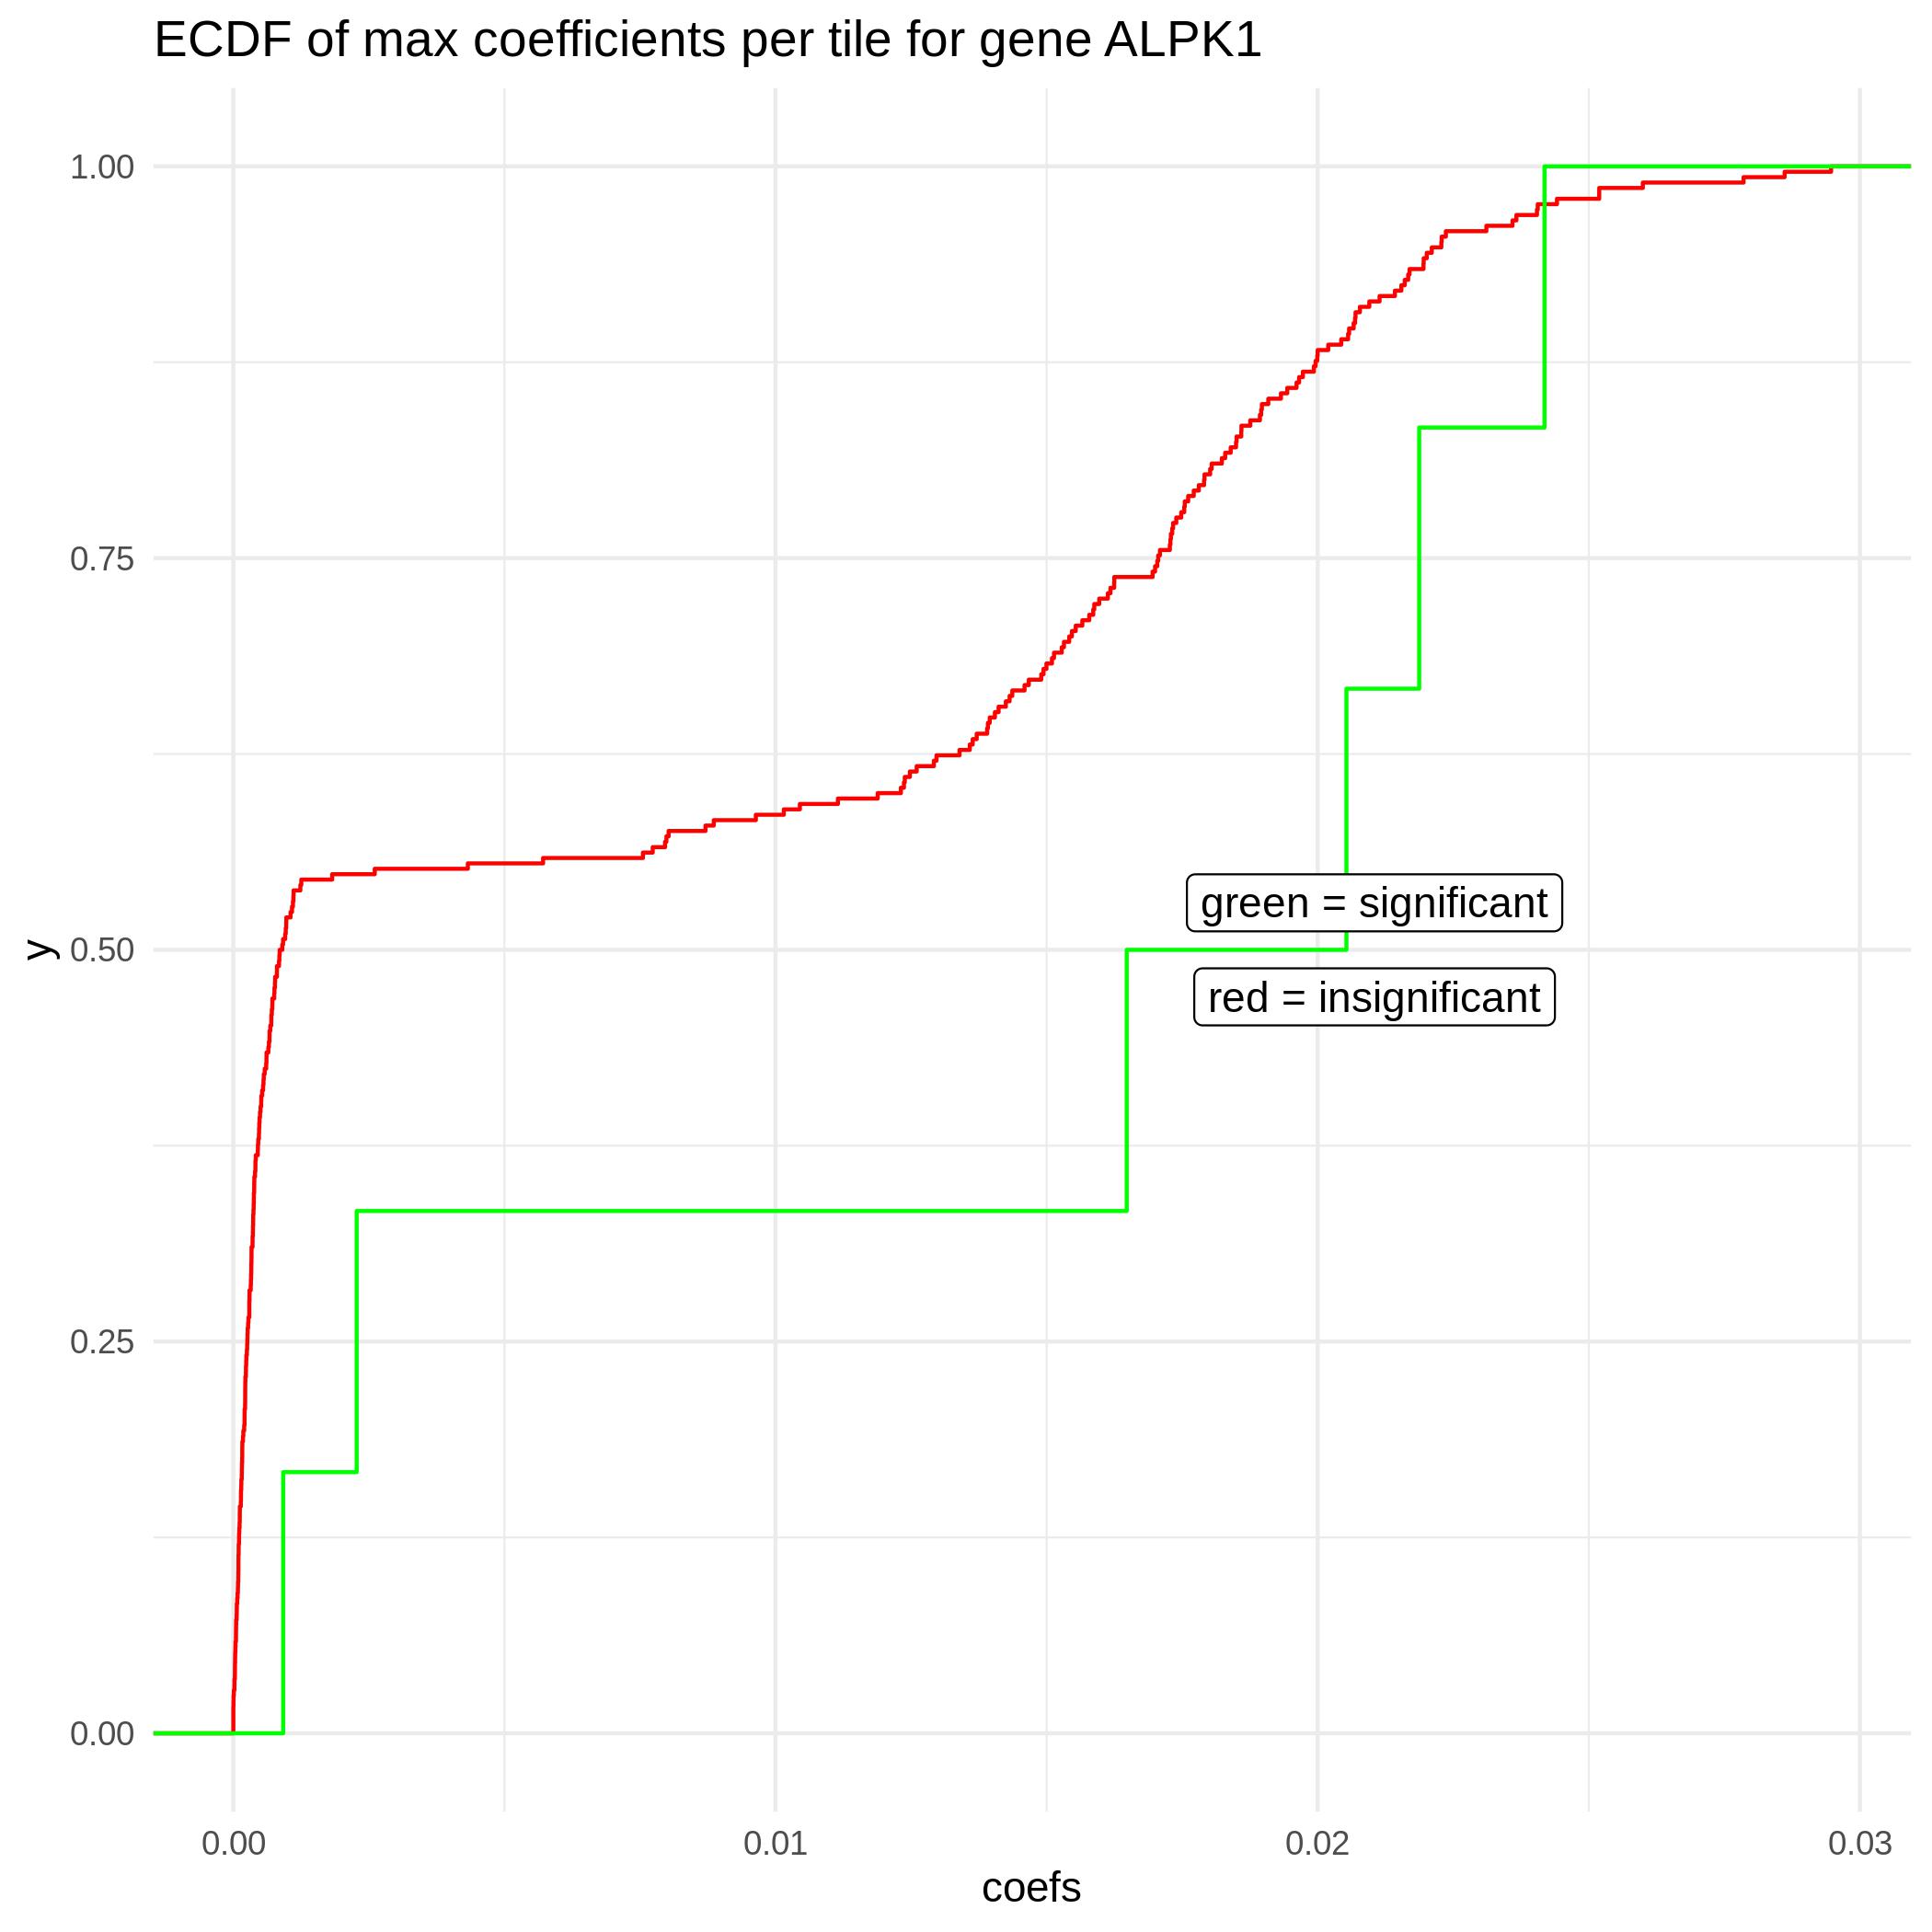 ECDF of max coefficients per tile for gene ALPK1
1.00
0.75
0.50
0.25
0.00
y
green = significant
red = insignificant
0.00
0.01
0.02
0.03
coefs